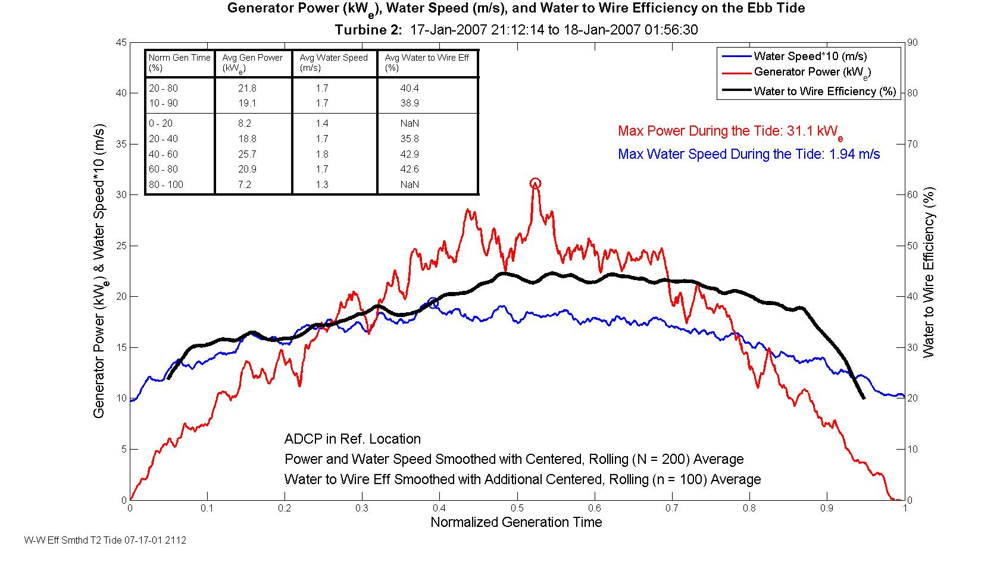 Generator Power (kWe), Water Speed (m/s), and Water to Wire Efficiency on the Ebb Tide
Turbine 2: 17-Jan-2007 21:12:14 to 18-Jan-2007 01:56:30
Norm Gen Time (%) Avg Gen Power (kWe) Avg Water Speed (m/s) Avg Water to Wire Eff (%)
20 - 80 21.8 1.7 40.4
10 - 90 19.1 1.7 38.9
0 - 20 8.2 1.4 NaN
20 - 40 18.8 1.7 35.8
40 - 60 25.7 1.8 42.9
60 - 80 20.9 1.7 42.6
80 - 100 7.2 1.3 NaN
Water Speed*10 (m/s)
Generator Power (kWe)
Water to Wire Efficiency (%)
Max Power During the Tide: 31.1 kWe
Max Water Speed During the Tide: 1.94 m/s
Generator Power (kWe) & Water Speed*10 (m/s)
45
40
35
30
25
20
15
10
5
0
Water to Wire Efficiency (%)
90
80
70
60
50
40
30
20
10
0
ADCP in Ref. Location
Power and Water Speed Smoothed with Centered, Rolling (N = 200) Average
Water to Wire Eff Smoothed with Additional Centered, Rolling (n = 100) Average
0 0.1 0.2 0.3 0.4 0.5 0.6 0.7 0.8 0.9 1
Normalized Generation Time
W-W Eff Smthd T2 Tide 07-17-01 2112